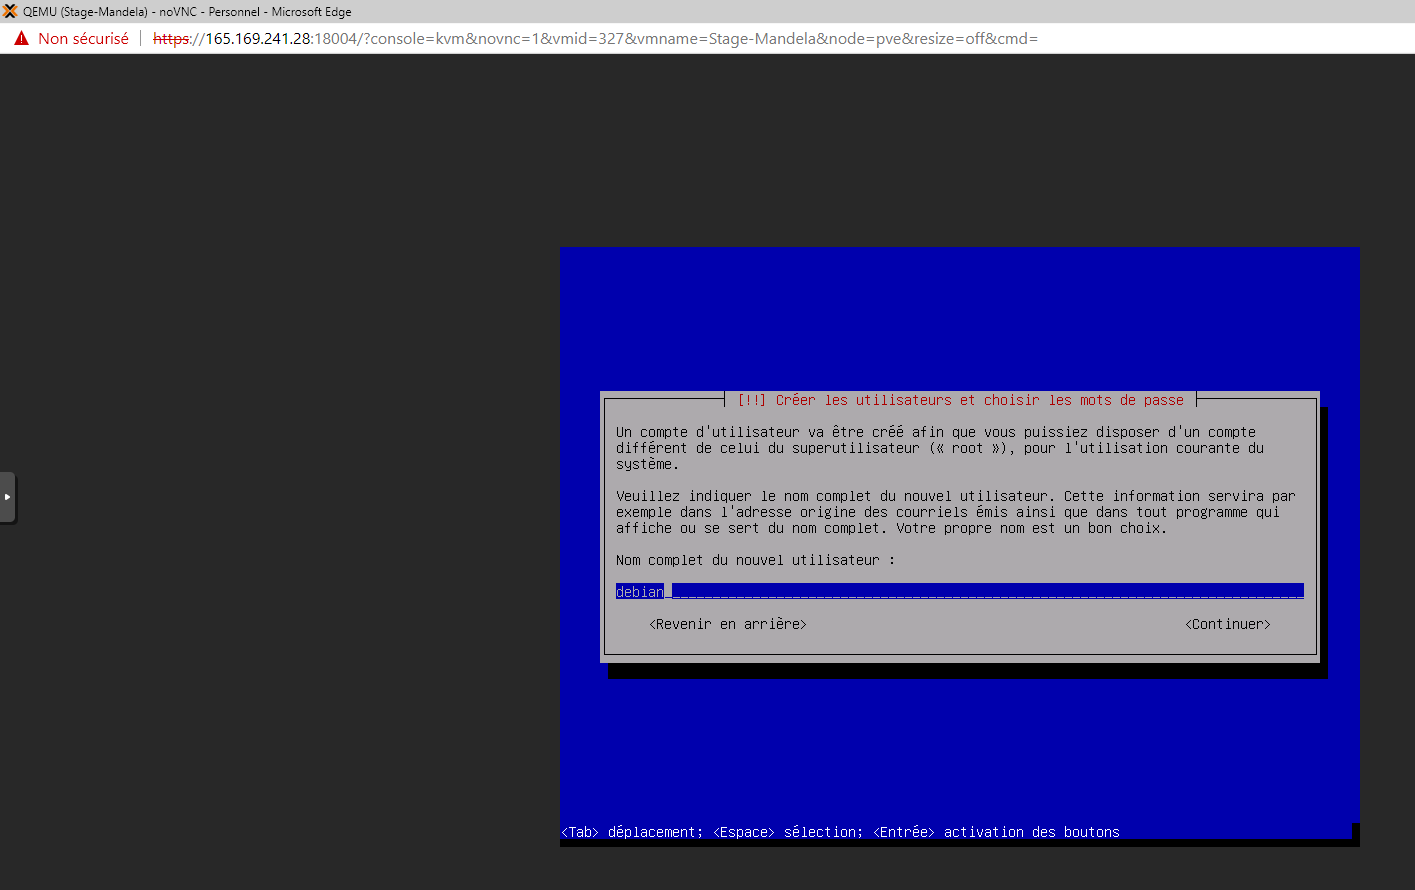 QEMU (Stage-Mandela) - noVNC - Personnel - Microsoft Edge
Non sécurisé | https://165.169.241.28:18004/?console=kvm&novnc=1&vmid=327&vmname=Stage-Mandela&node=pve&resize=off&cmd=
[!!] Créer les utilisateurs et choisir les mots de passe
Un compte d'utilisateur va être créé afin que vous puissiez disposer d'un compte
différent de celui du superutilisateur (« root »), pour l'utilisation courante du
système.
Veuillez indiquer le nom complet du nouvel utilisateur. Cette information servira par
exemple dans l'adresse origine des courriels émis ainsi que dans tout programme qui
affiche ou se sert du nom complet. Votre propre nom est un bon choix.
Nom complet du nouvel utilisateur :
debian
<Revenir en arrière> <Continuer>
<Tab> déplacement; <Espace> sélection; <Entrée> activation des boutons